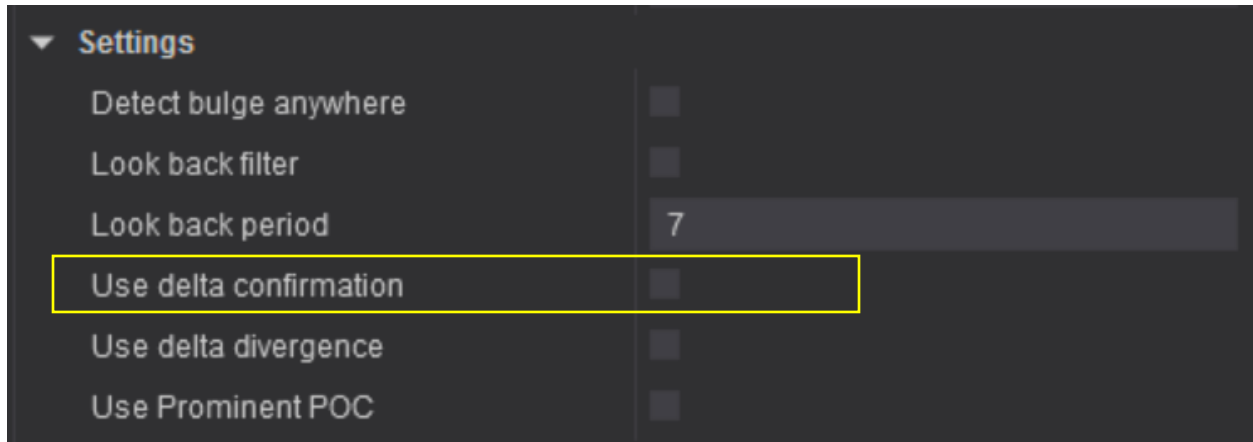 Settings
Detect bulge anywhere
Look back filter
Look back period 7
Use delta confirmation
Use delta divergence
Use Prominent POC